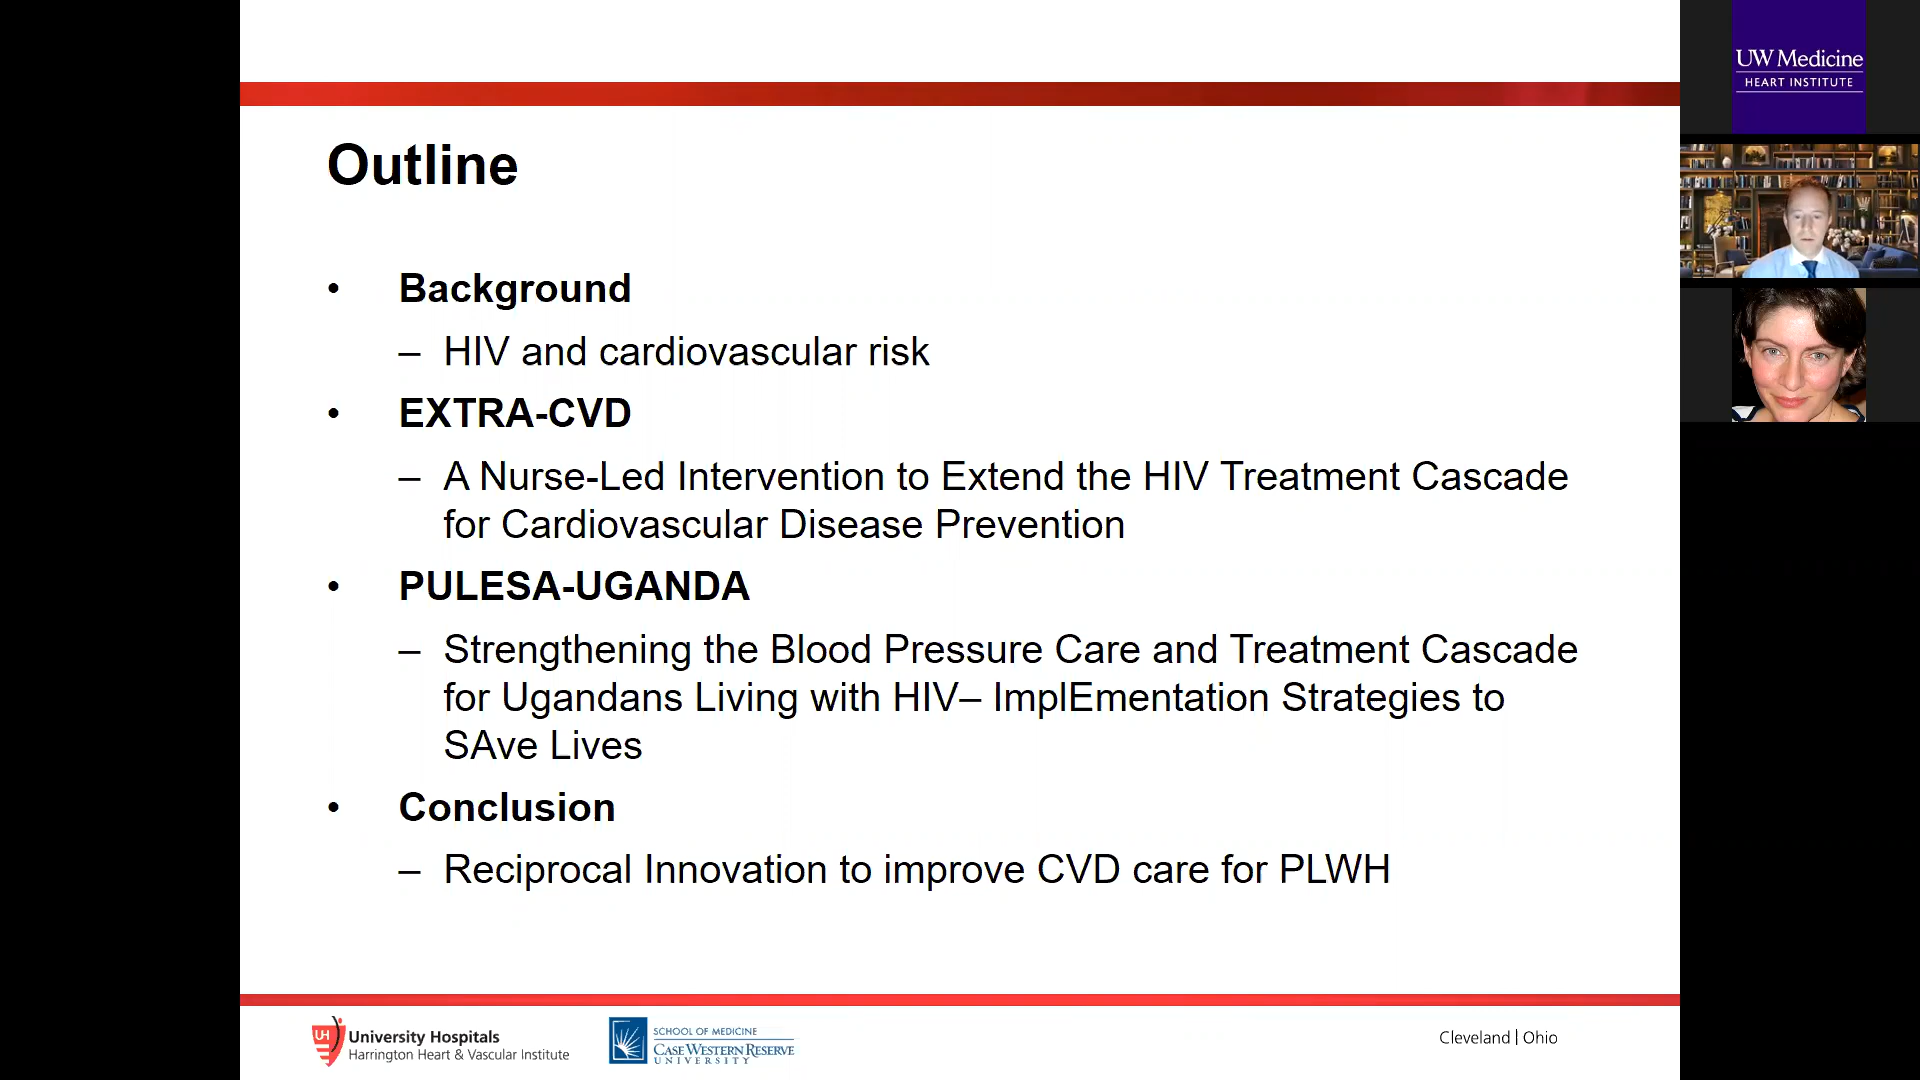 Outline
• Background
– HIV and cardiovascular risk
• EXTRA-CVD
– A Nurse-Led Intervention to Extend the HIV Treatment Cascade
for Cardiovascular Disease Prevention
• PULESA-UGANDA
– Strengthening the Blood Pressure Care and Treatment Cascade
for Ugandans Living with HIV– ImplEmentation Strategies to
SAve Lives
• Conclusion
– Reciprocal Innovation to improve CVD care for PLWH
UH
University Hospitals
Harrington Heart & Vascular Institute
SCHOOL OF MEDICINE
CASE WESTERN RESERVE
UNIVERSITY
Cleveland | Ohio
UW Medicine
HEART INSTITUTE